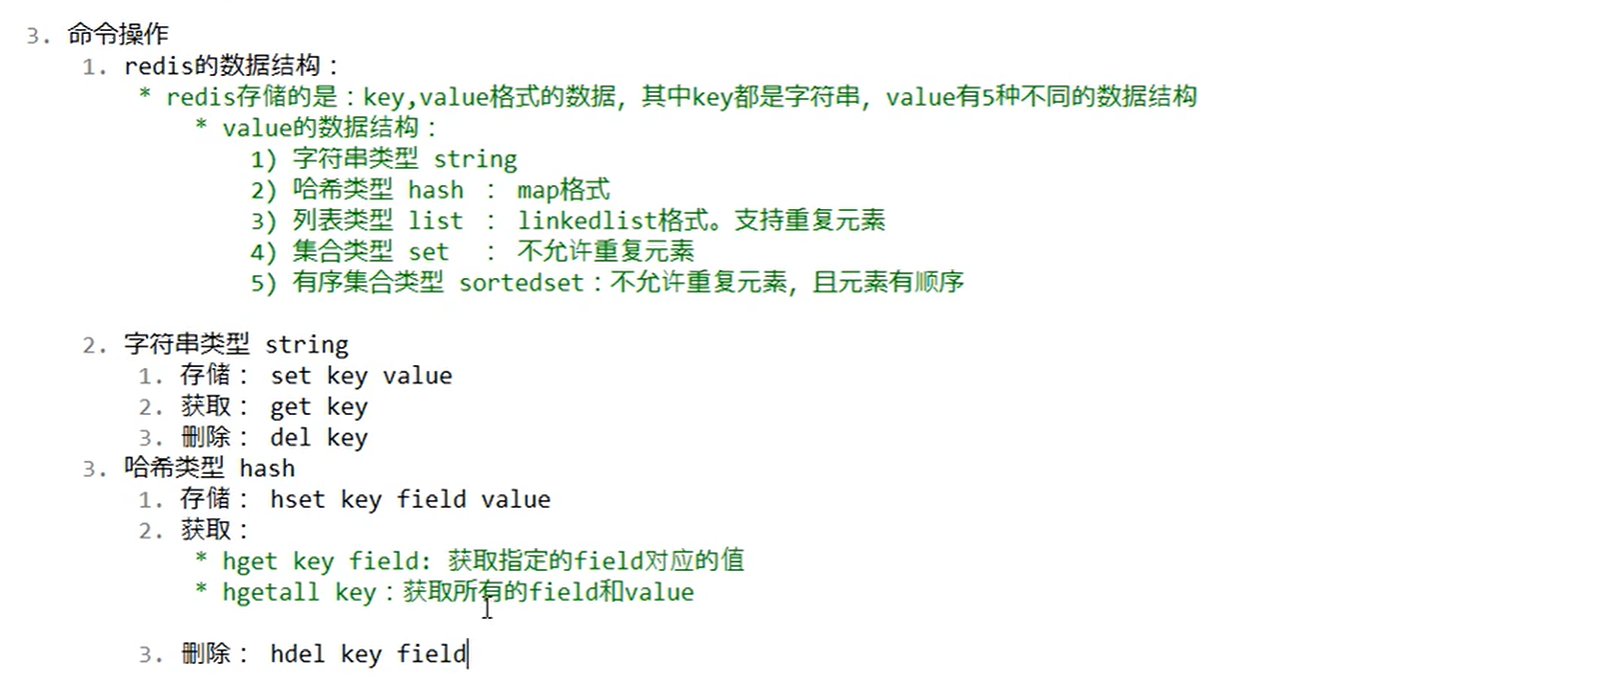 3. 命令操作
1. redis的数据结构：
* redis存储的是：key,value格式的数据，其中key都是字符串，value有5种不同的数据结构
* value的数据结构：
1) 字符串类型 string
2) 哈希类型 hash ： map格式
3) 列表类型 list ： linkedlist格式。支持重复元素
4) 集合类型 set ： 不允许重复元素
5) 有序集合类型 sortedset：不允许重复元素，且元素有顺序
2. 字符串类型 string
1. 存储： set key value
2. 获取： get key
3. 删除： del key
3. 哈希类型 hash
1. 存储： hset key field value
2. 获取：
* hget key field: 获取指定的field对应的值
* hgetall key：获取所有的field和value
3. 删除： hdel key field